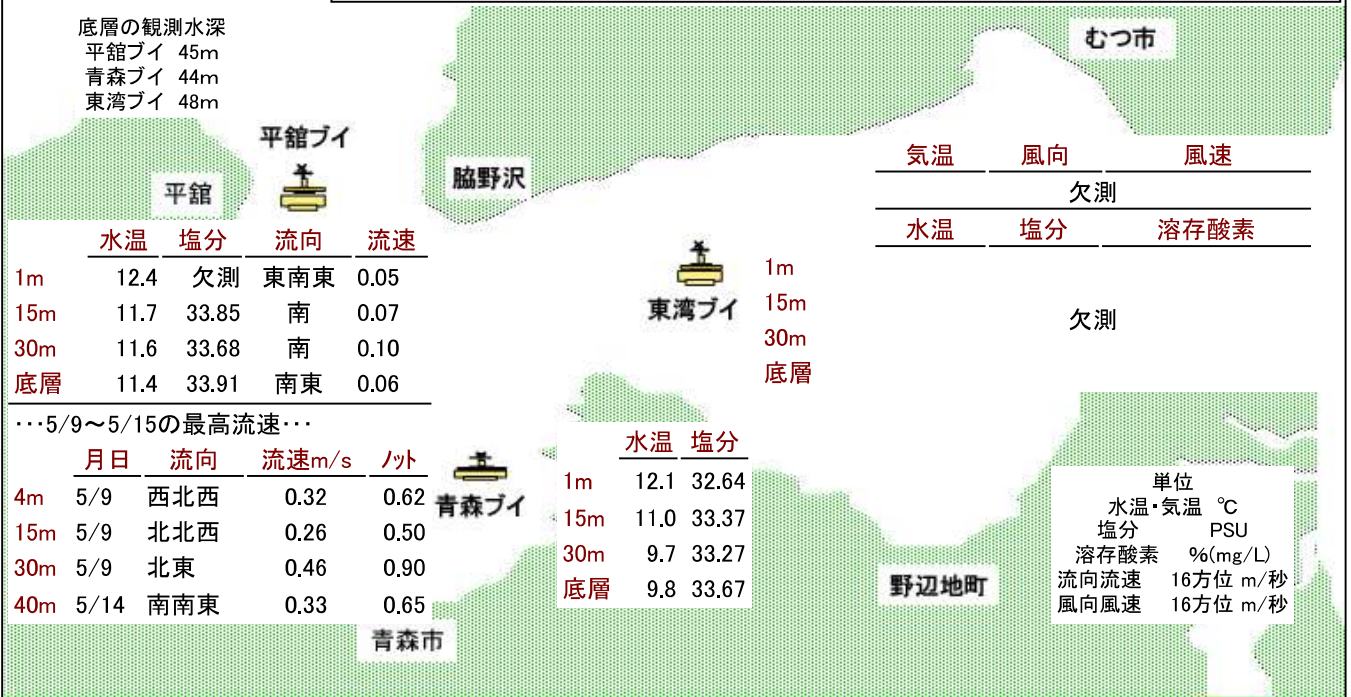 底層の観測水深
平舘ブイ 45m
青森ブイ 44m
東湾ブイ 48m
むつ市
平舘ブイ
脇野沢
平舘
水温 塩分 流向 流速
1m 12.4 欠測 東南東 0.05
15m 11.7 33.85 南 0.07
30m 11.6 33.68 南 0.10
底層 11.4 33.91 南東 0.06
気温 風向 風速
欠測
水温 塩分 溶存酸素
東湾ブイ
1m
15m
30m
底層
欠測
…5/9～5/15の最高流速…
月日 流向 流速m/s ノット
4m 5/9 西北西 0.32 0.62
15m 5/9 北北西 0.26 0.50
30m 5/9 北東 0.46 0.90
40m 5/14 南南東 0.33 0.65
青森ブイ
水温 塩分
1m 12.1 32.64
15m 11.0 33.37
30m 9.7 33.27
底層 9.8 33.67
単位
水温・気温 ℃
塩分 PSU
溶存酸素 %(mg/L)
流向流速 16方位 m/秒
風向風速 16方位 m/秒
野辺地町
青森市